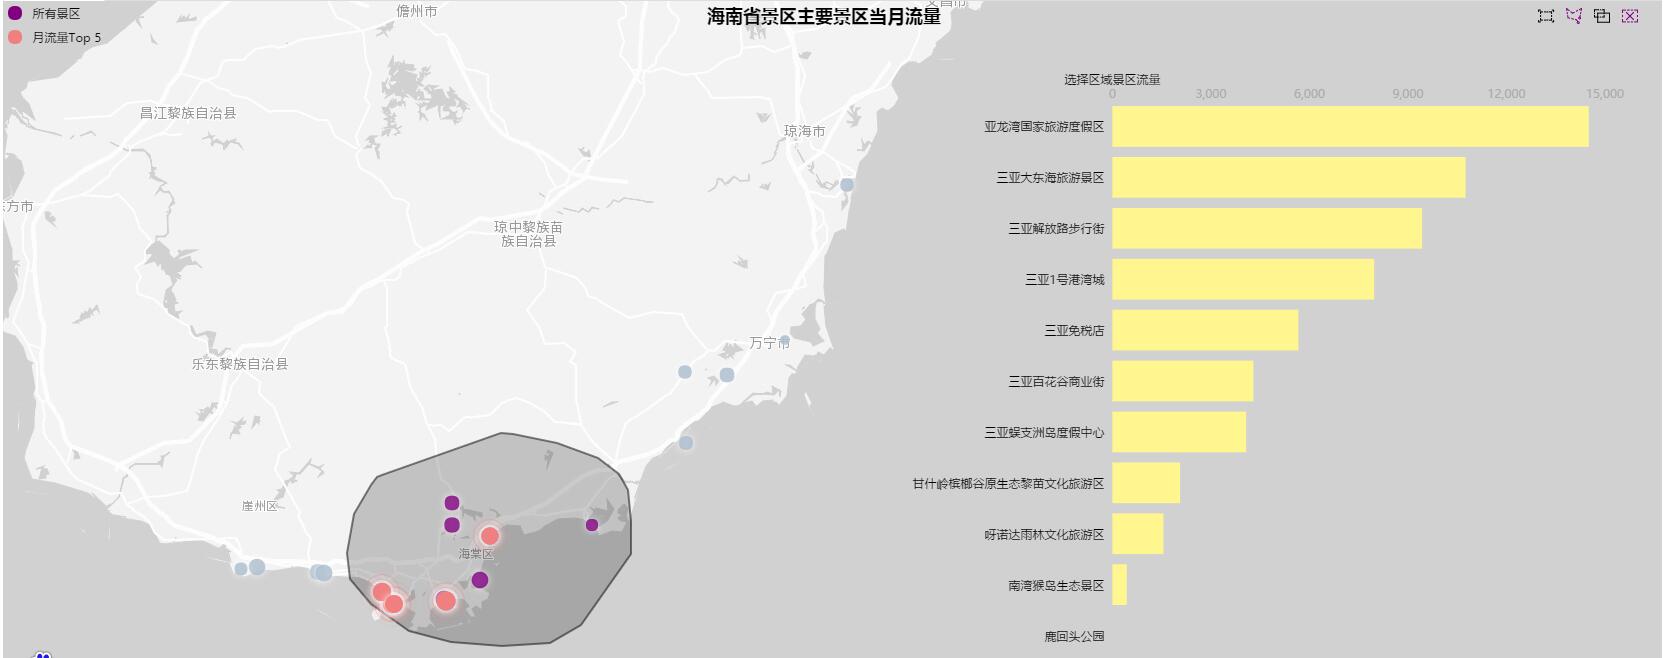 海南省景区主要景区当月流量
所有景区
月流量Top 5
儋州市
昌江黎族自治县
琼海市
琼中黎族苗
族自治县
万宁市
乐东黎族自治县
崖州区
海棠区
选择区域景区流量
0
3,000
6,000
9,000
12,000
15,000
亚龙湾国家旅游度假区
三亚大东海旅游景区
三亚解放路步行街
三亚1号港湾城
三亚免税店
三亚百花谷商业街
三亚蜈支洲岛度假中心
甘什岭槟榔谷原生态黎苗文化旅游区
呀诺达雨林文化旅游区
南湾猴岛生态景区
鹿回头公园